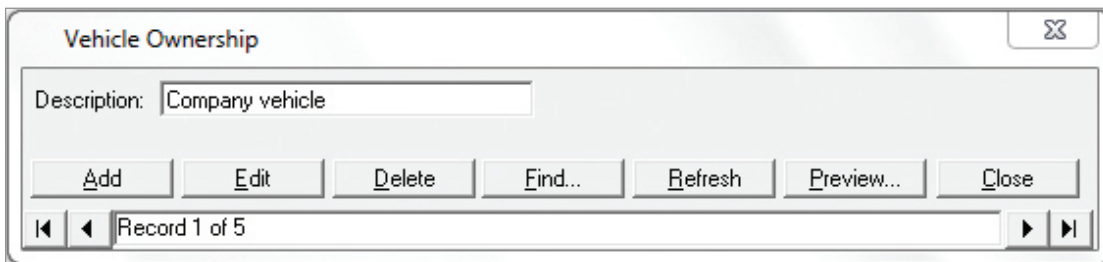 Vehicle Ownership
Description: Company vehicle
Add Edit Delete Find... Refresh Preview... Close
Record 1 of 5